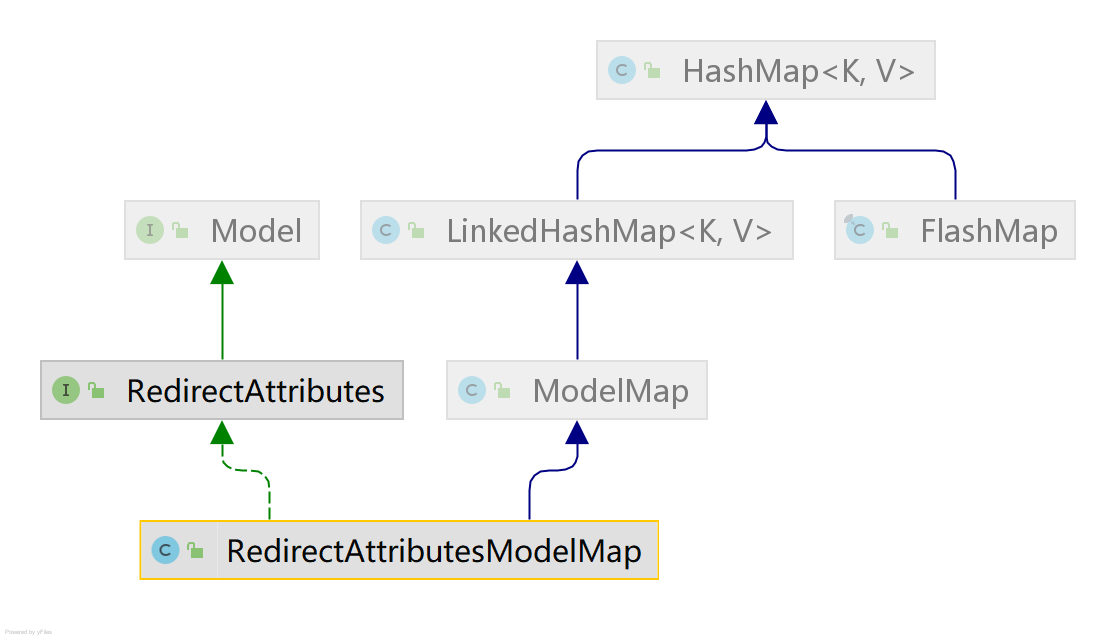 C HashMap<K, V>
I Model
C LinkedHashMap<K, V>
C FlashMap
I RedirectAttributes
C ModelMap
C RedirectAttributesModelMap
Powered by yFiles